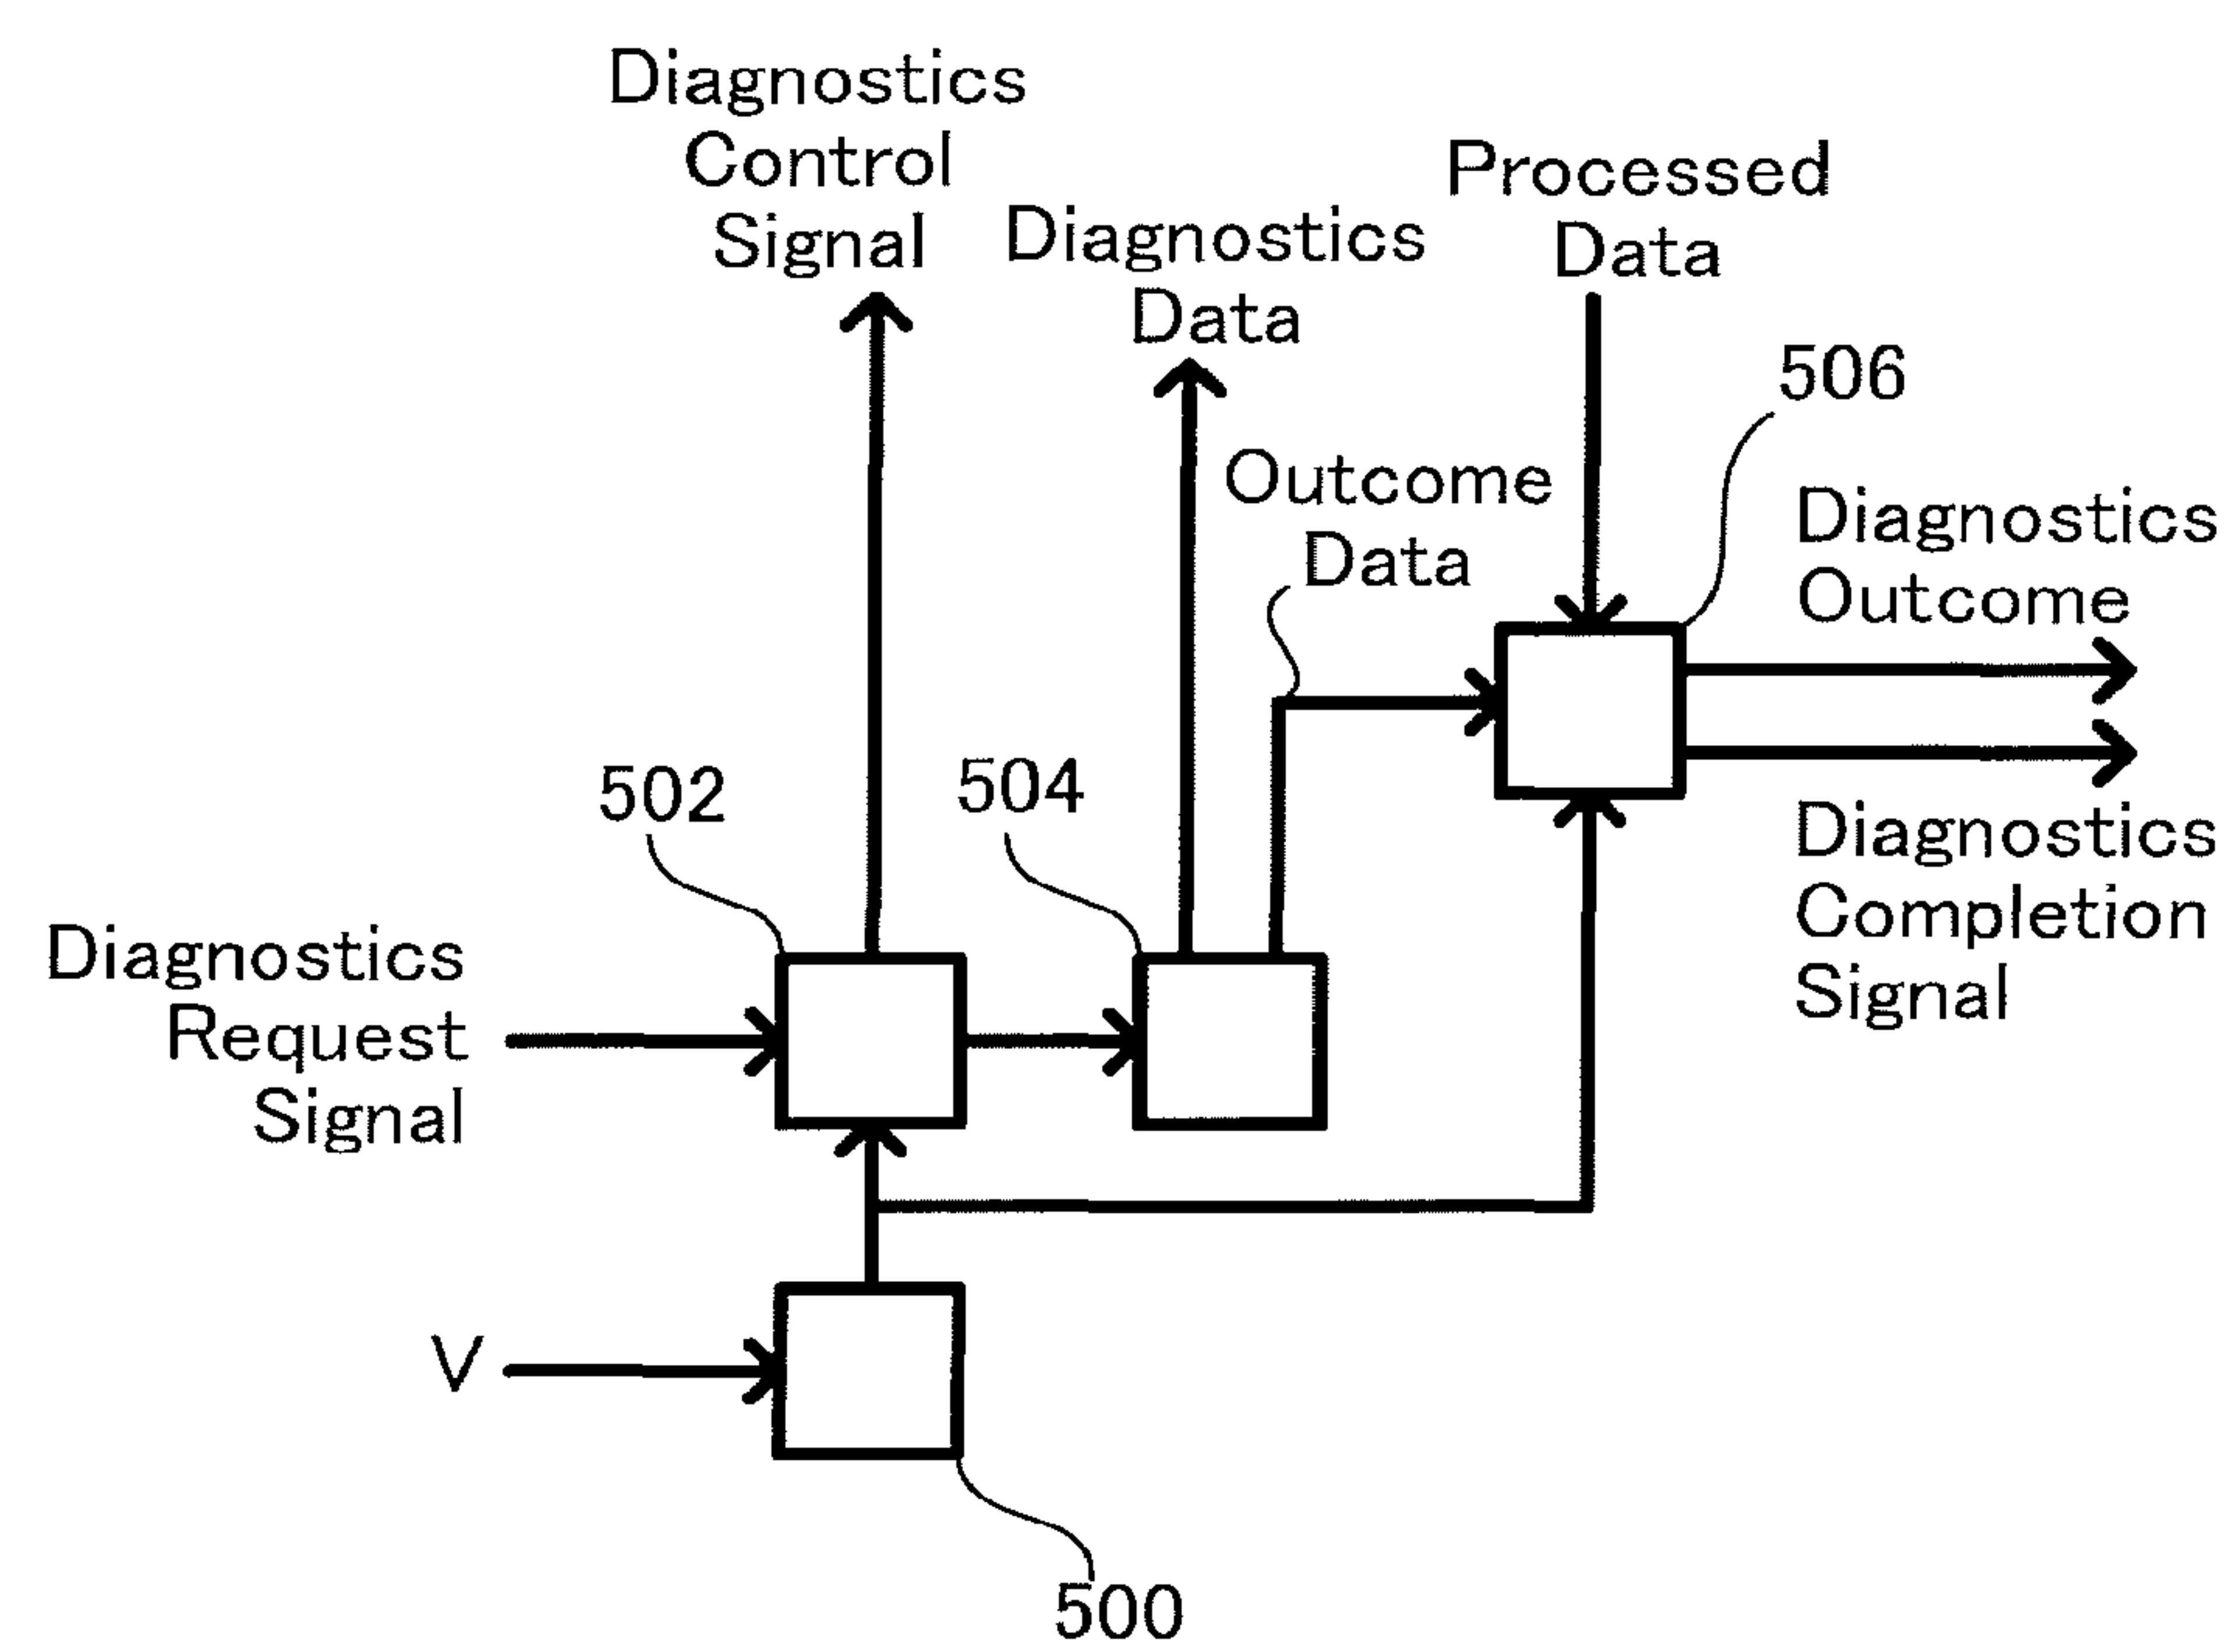 Diagnostics
Control
Signal
Diagnostics
Data
Processed
Data
506
Outcome
Data
Diagnostics
Outcome
502
504
Diagnostics
Completion
Signal
Diagnostics
Request
Signal
V
500